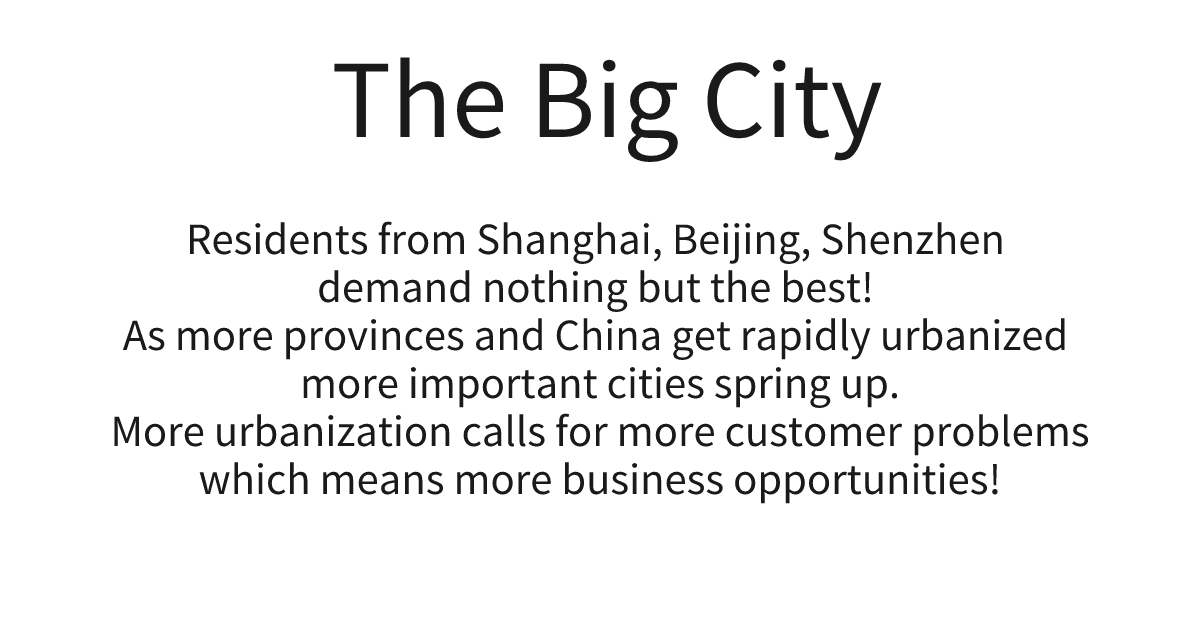 The Big City
Residents from Shanghai, Beijing, Shenzhen
demand nothing but the best!
As more provinces and China get rapidly urbanized
more important cities spring up.
More urbanization calls for more customer problems
which means more business opportunities!